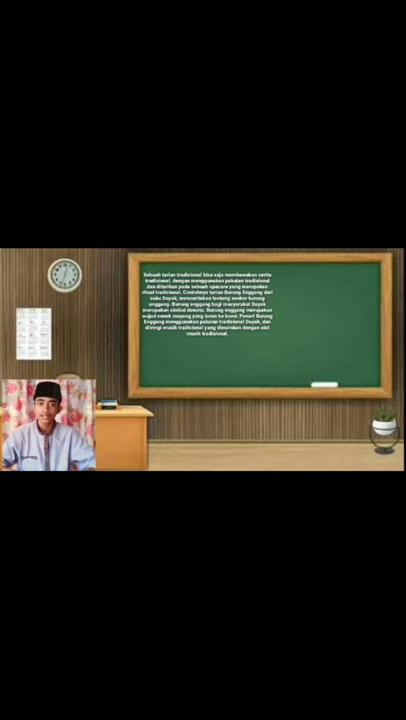 Sebuah tarian tradisional bisa saja membawakan cerita
tradisional, dengan menggunakan pakaian tradisional
dan ditarikan pada sebuah upacara yang merupakan
ritual tradisional. Contohnya tarian Burung Enggang dari
suku Dayak, menceritakan tentang seekor burung
enggang. Burung enggang bagi masyarakat Dayak
merupakan simbol dewata. Burung enggang merupakan
wujud nenek moyang yang turun ke bumi. Penari Burung
Enggang menggunakan pakaian tradisional Dayak, dan
diiringi musik tradisional yang dimainkan dengan alat
musik tradisional.